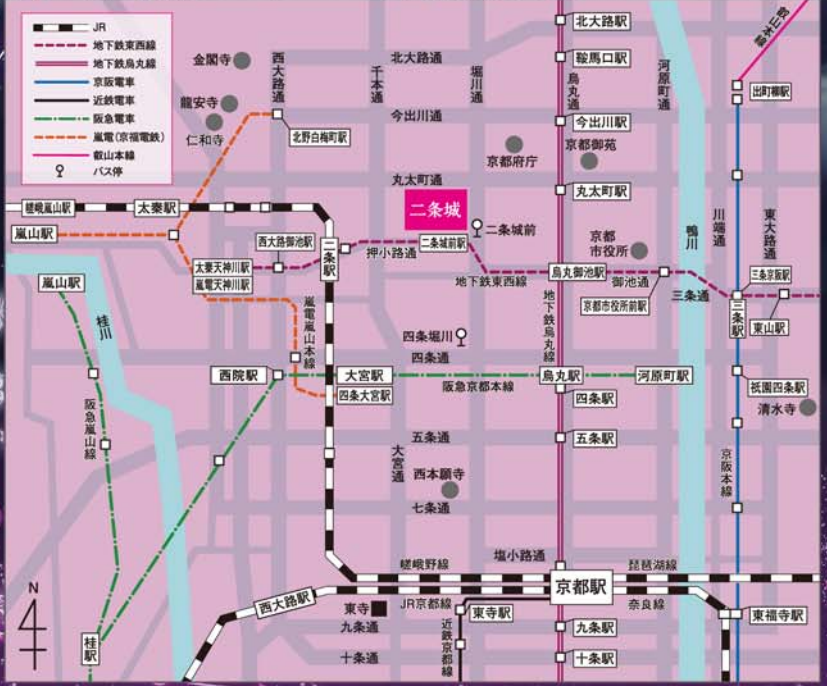 JR
地下鉄東西線
地下鉄烏丸線
京阪電車
近鉄電車
阪急電車
嵐電(京福電鉄)
叡山本線
バス停
金閣寺
龍安寺
仁和寺
西大路通
北野白梅町駅
千本通
堀川通
北大路通
今出川通
丸太町通
烏丸通
北大路駅
鞍馬口駅
今出川駅
京都府庁
京都御苑
丸太町駅
河原町通
叡山本線
出町柳駅
嵯峨嵐山駅
太秦駅
嵐山駅
二条城
二条城前
二条城前駅
押小路通
西大路御池駅
太秦天神川駅
嵐電天神川駅
二条駅
地下鉄東西線
烏丸御池駅
京都
市役所
御池通
京都市役所前駅
鴨川
川端通
東大路通
三条通
三条京阪駅
三条駅
東山駅
嵐山駅
桂川
嵐電嵐山本線
四条堀川
四条通
地下鉄烏丸線
西院駅
大宮駅
四条大宮駅
阪急京都本線
烏丸駅
河原町駅
四条駅
祇園四条駅
清水寺
阪急嵐山線
五条通
五条駅
大宮通
西本願寺
七条通
京阪本線
塩小路通
嵯峨野線
琵琶湖線
京都駅
JR京都線
奈良線
西大路駅
東寺
東寺駅
東福寺駅
九条通
九条駅
近鉄京都線
十条通
十条駅
桂駅
N